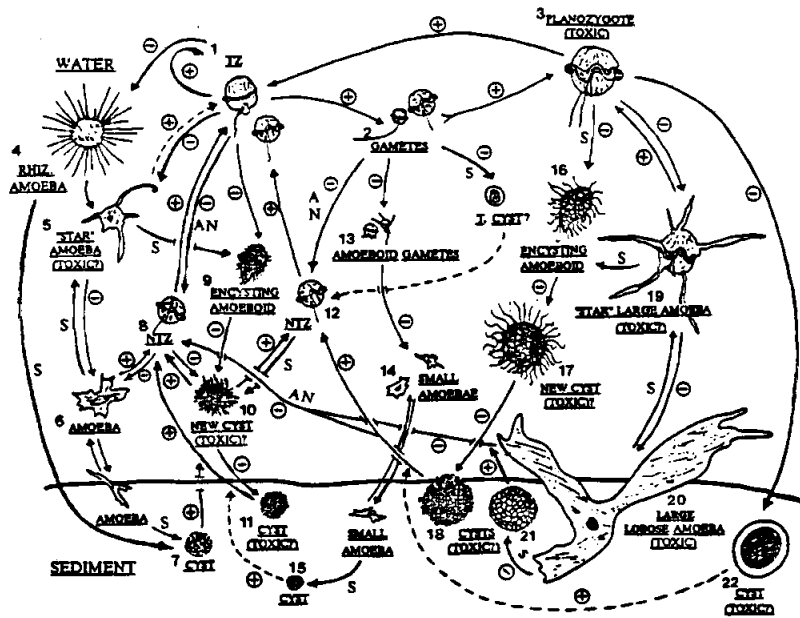 3 PLANOZYGOTE
(TOXIC)
1 TZ
WATER
2 GAMETES
4 RHIZ.
AMOEBA
S
16
S
AN
AN
S
? CYST?
5 "STAR"
AMOEBA
(TOXIC?)
S
13
AMOEBOID GAMETES
9 ENCYSTING
AMOEBOID
ENCYSTING
AMOEBOID
S
19
"STAR" LARGE AMOEBA
(TOXIC?)
8 NTZ
NTZ 12
S
S
17
NEW CYST
(TOXIC)?
14 SMALL
AMOEBAE
S
S
6 AMOEBA
10
NEW CYST
(TOXIC)?
AN
AMOEBA
S
7 CYST
11 CYST
(TOXIC?)
SMALL
AMOEBA
18 CYSTS
(TOXIC?)
21
S
20
LARGE
LOBOSE AMOEBA
(TOXIC)
SEDIMENT
15
CYST
S
22
CYST
(TOXIC?)